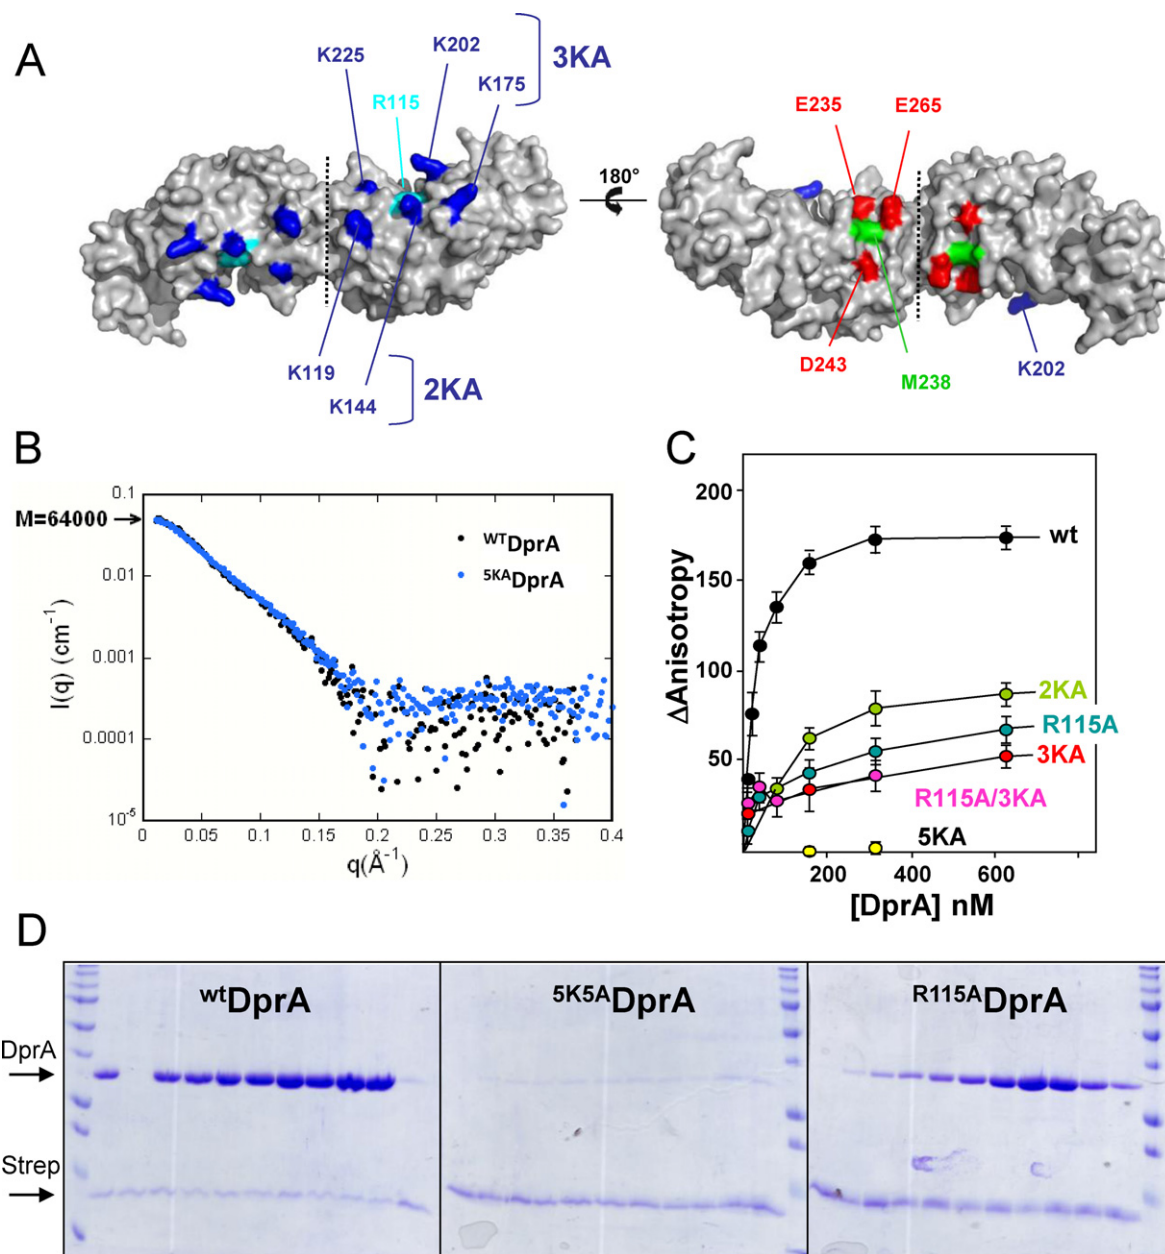 A
K225
K202
3KA
R115
K175
K119
K144
2KA
180°
E235
E265
D243
M238
K202
B
0.1
M=64000
0.01
0.001
0.0001
10-5
I(q) (cm-1)
WTDprA
5KADprA
0
0.05
0.1
0.15
0.2
0.25
0.3
0.35
0.4
q(Å-1)
C
200
150
100
50
ΔAnisotropy
wt
2KA
R115A
3KA
R115A/3KA
5KA
200
400
600
[DprA] nM
D
wtDprA
5K5ADprA
R115ADprA
DprA
Strep